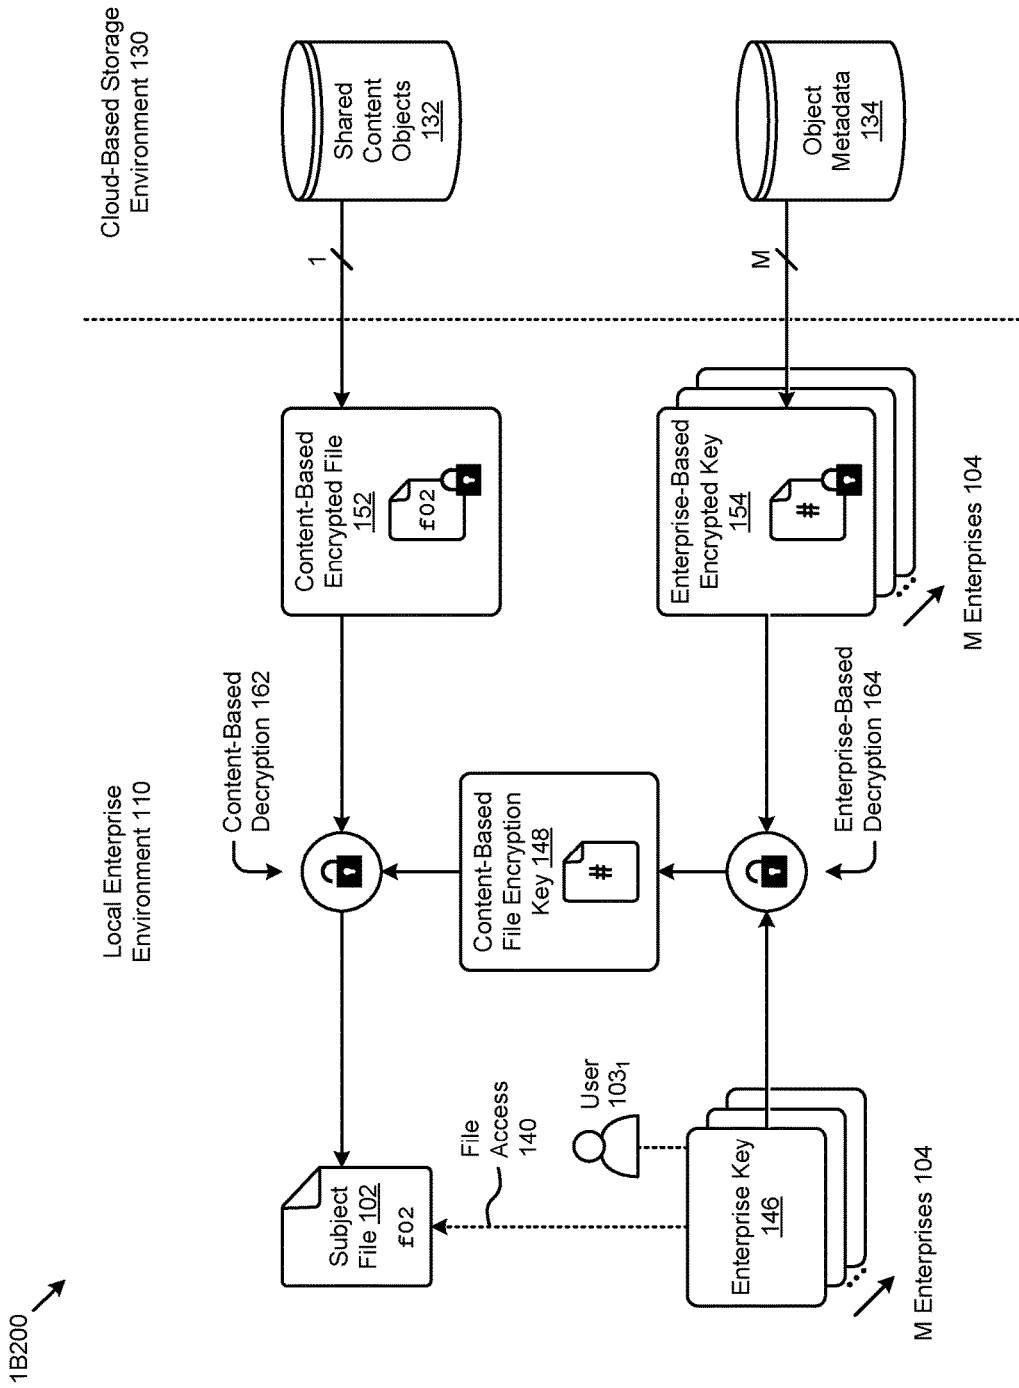 1B200
Local Enterprise
Environment 110
Cloud-Based Storage
Environment 130
Content-Based
Decryption 162
Subject
File 102
f02
Content-Based
Encrypted File
152
f02
1
Shared
Content
Objects
132
File
Access
140
Content-Based
File Encryption
Key 148
#
User
103₁
Enterprise Key
146
M Enterprises 104
Enterprise-Based
Decryption 164
Enterprise-Based
Encrypted Key
154
#
M Enterprises 104
M
Object
Metadata
134